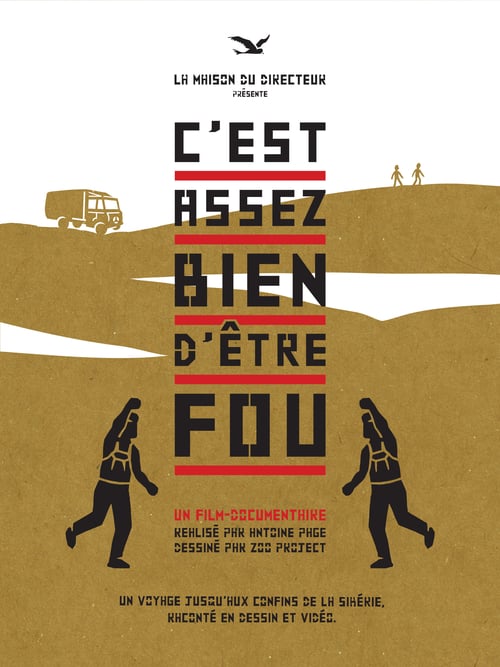 LA MAISON DU DIRECTEUR
PRÉSENTE
C'EST
ASSEZ
BIEN
D'ÊTRE
FOU
UN FILM-DOCUMENTAIRE
REALISÉ PAR ANTOINE PAGE
DESSINÉ PAR ZOO PROJECT
UN VOYAGE JUSQU'AUX CONFINS DE LA SIBÉRIE,
RACONTÉ EN DESSIN ET VIDÉO.